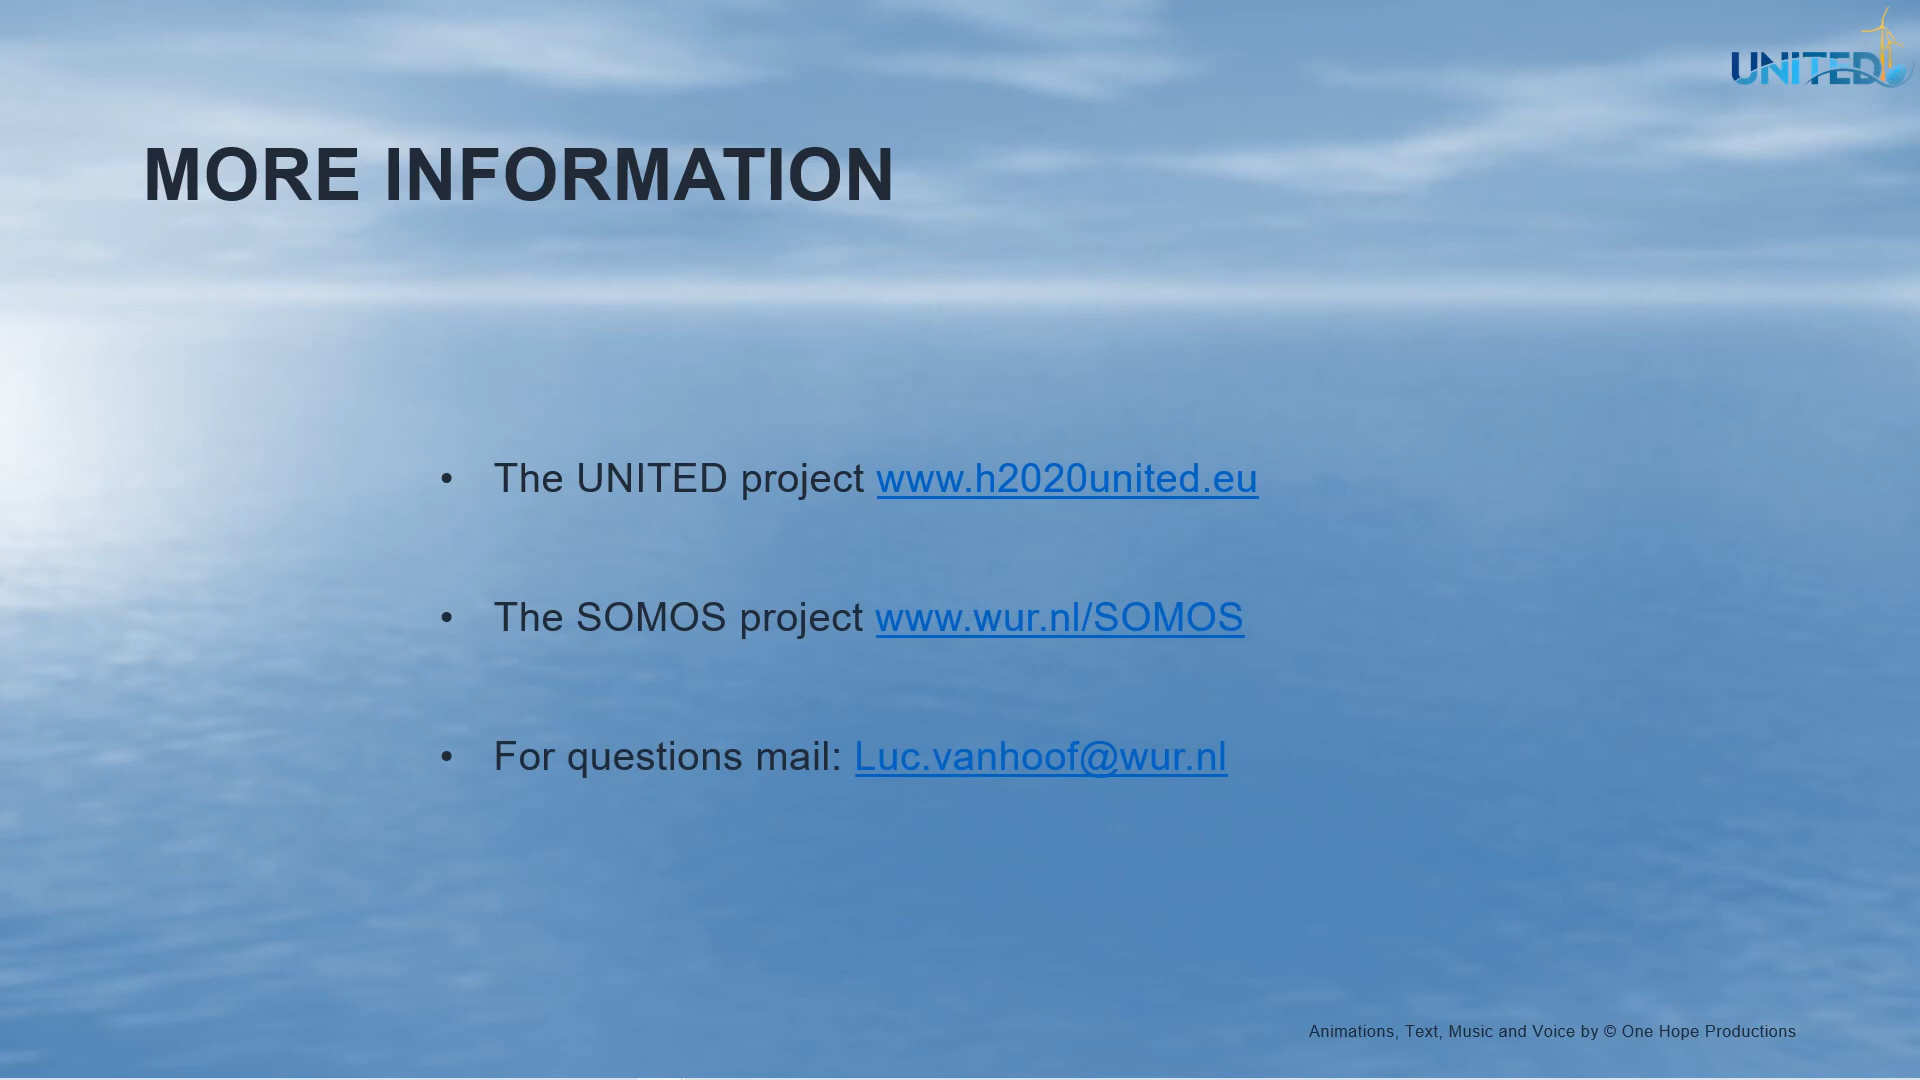 UNITED
MORE INFORMATION
• The UNITED project www.h2020united.eu
• The SOMOS project www.wur.nl/SOMOS
• For questions mail: Luc.vanhoof@wur.nl
Animations, Text, Music and Voice by © One Hope Productions